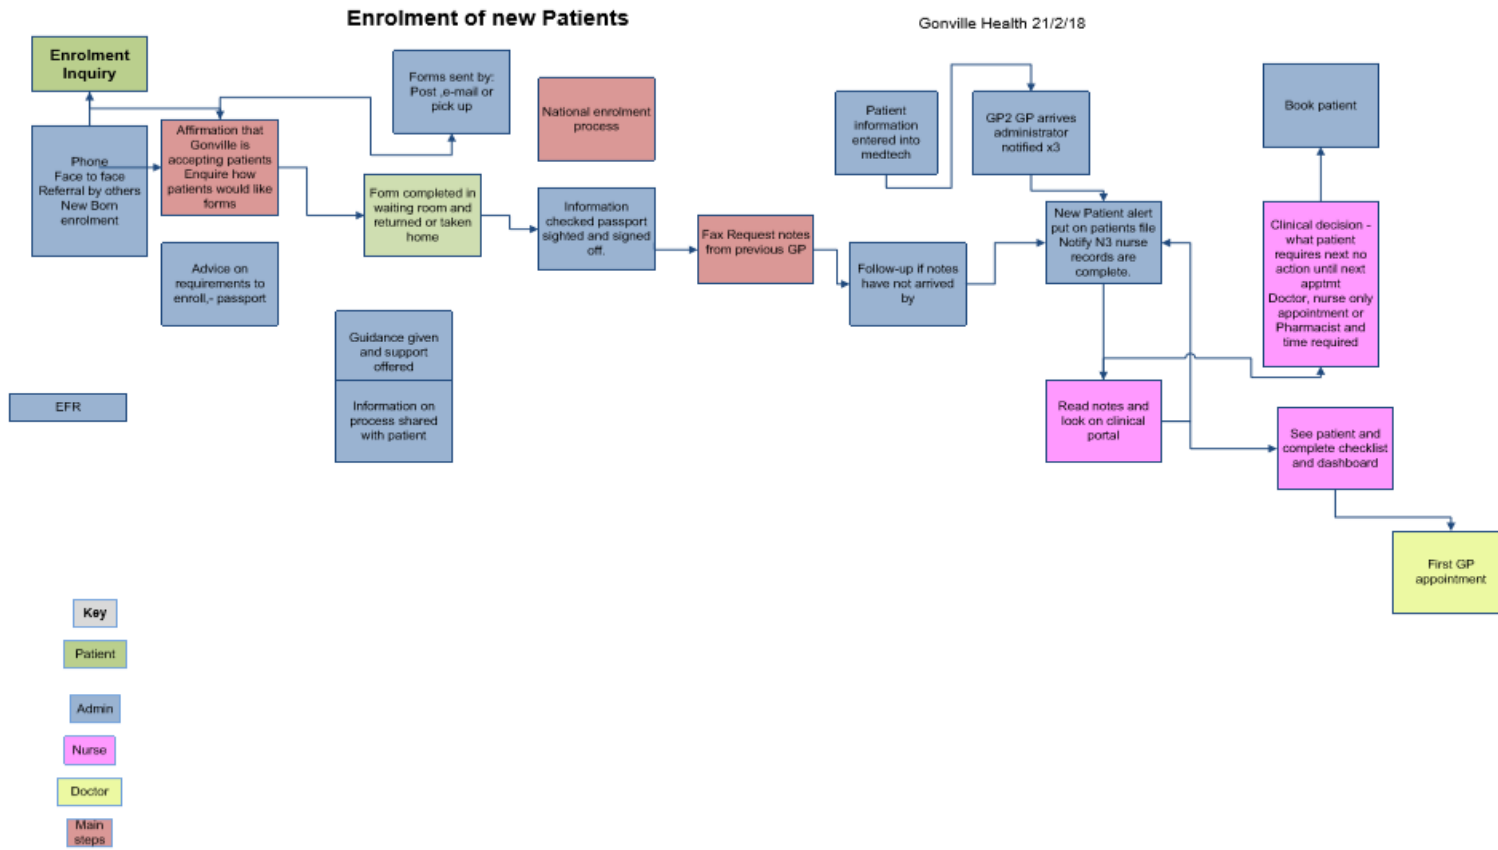 Enrolment of new Patients
Gonville Health 21/2/18
Enrolment
Inquiry
Phone
Face to face
Referral by others
New Born
enrolment
Affirmation that
Gonville is
accepting patients
Enquire how
patients would like
forms
Advice on
requirements to
enroll,- passport
EFR
Forms sent by:
Post ,e-mail or
pick up
Form completed in
waiting room and
returned or taken
home
Guidance given
and support
offered
Information on
process shared
with patient
National enrolment
process
Information
checked passport
sighted and signed
off.
Fax Request notes
from previous GP
Patient
information
entered into
medtech
Follow-up if notes
have not arrived
by
GP2 GP arrives
administrator
notified x3
New Patient alert
put on patients file
Notify N3 nurse
records are
complete.
Read notes and
look on clinical
portal
Book patient
Clinical decision -
what patient
requires next no
action until next
apptmt
Doctor, nurse only
appointment or
Pharmacist and
time required
See patient and
complete checklist
and dashboard
First GP
appointment
Key
Patient
Admin
Nurse
Doctor
Main
steps